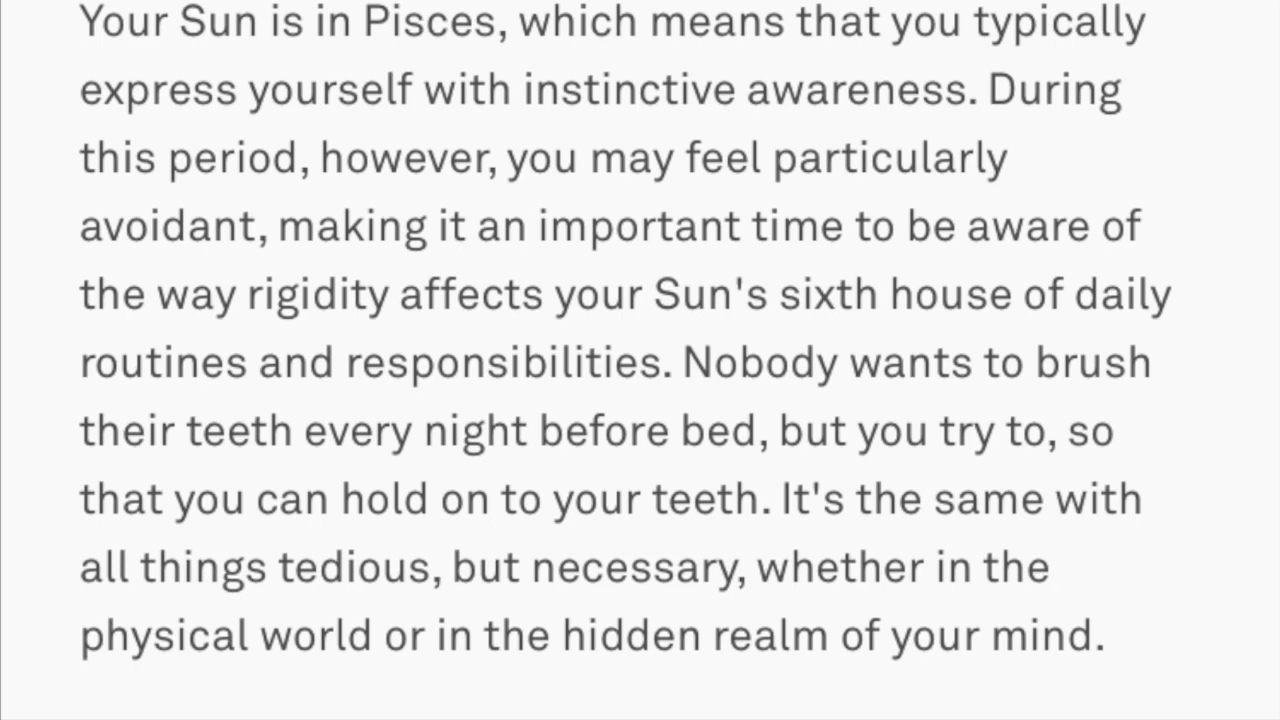 Your Sun is in Pisces, which means that you typically
express yourself with instinctive awareness. During
this period, however, you may feel particularly
avoidant, making it an important time to be aware of
the way rigidity affects your Sun's sixth house of daily
routines and responsibilities. Nobody wants to brush
their teeth every night before bed, but you try to, so
that you can hold on to your teeth. It's the same with
all things tedious, but necessary, whether in the
physical world or in the hidden realm of your mind.